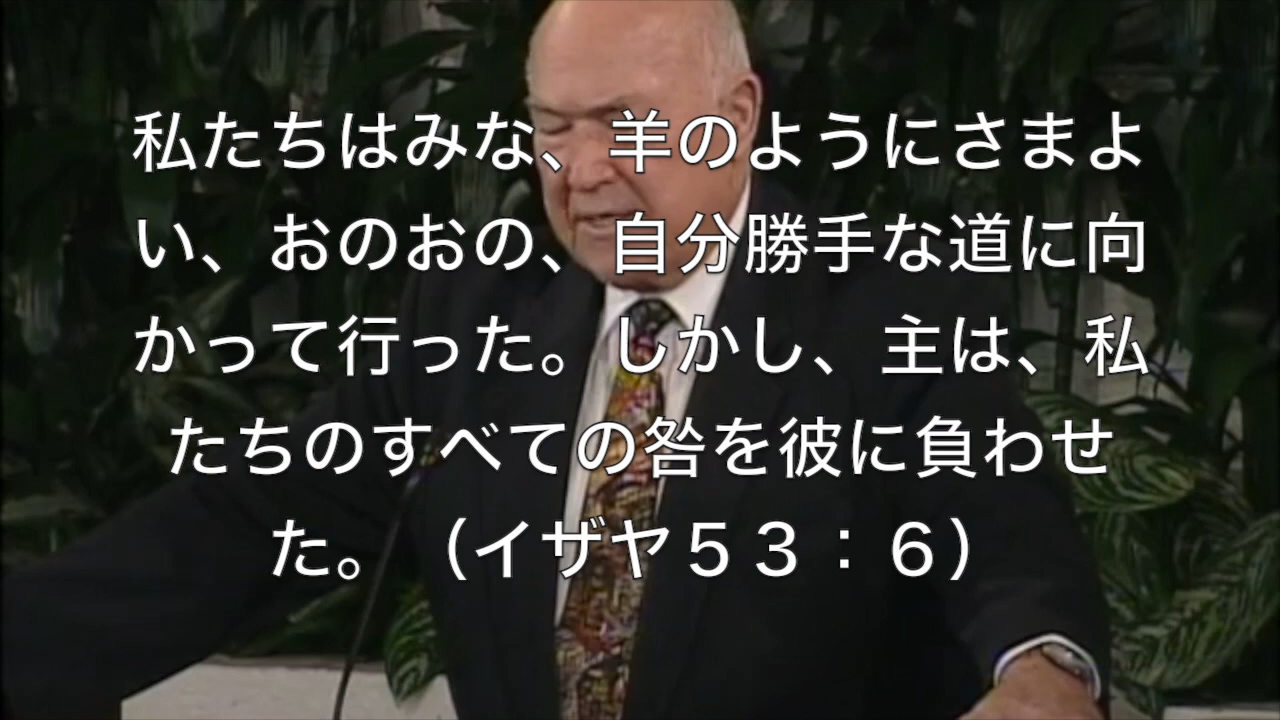 私たちはみな、羊のようにさまよ
い、おのおの、自分勝手な道に向
かって行った。しかし、主は、私
たちのすべての咎を彼に負わせ
た。（イザヤ５３：６）